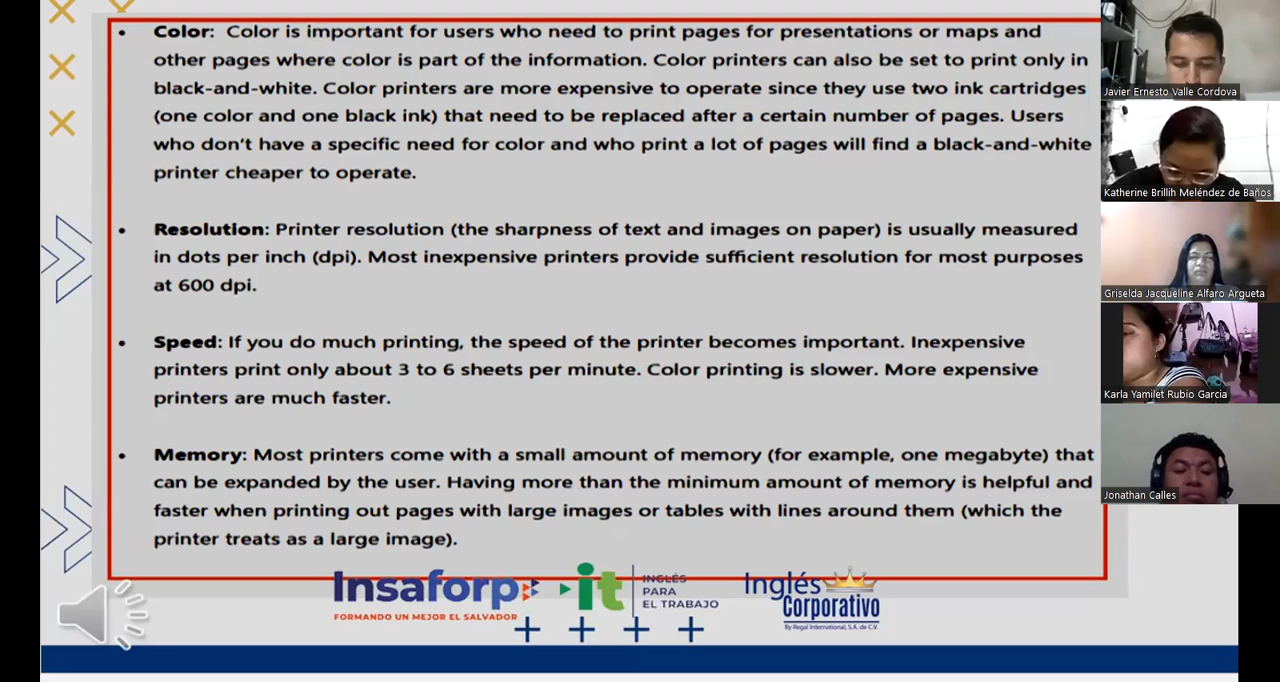 • Color: Color is important for users who need to print pages for presentations or maps and
other pages where color is part of the information. Color printers can also be set to print only in
black-and-white. Color printers are more expensive to operate since they use two ink cartridges
(one color and one black ink) that need to be replaced after a certain number of pages. Users
who don't have a specific need for color and who print a lot of pages will find a black-and-white
printer cheaper to operate.
• Resolution: Printer resolution (the sharpness of text and images on paper) is usually measured
in dots per inch (dpi). Most inexpensive printers provide sufficient resolution for most purposes
at 600 dpi.
• Speed: If you do much printing, the speed of the printer becomes important. Inexpensive
printers print only about 3 to 6 sheets per minute. Color printing is slower. More expensive
printers are much faster.
• Memory: Most printers come with a small amount of memory (for example, one megabyte) that
can be expanded by the user. Having more than the minimum amount of memory is helpful and
faster when printing out pages with large images or tables with lines around them (which the
printer treats as a large image).
Insaforp
FORMANDO UN MEJOR EL SALVADOR
it
INGLÉS
PARA
EL TRABAJO
Inglés
Corporativo
By Regal International, S.A. de C.V.
Javier Ernesto Valle Cordova
Katherine Brillih Meléndez de Baños
Griselda Jacqueline Alfaro Argueta
Karla Yamilet Rubio Garcia
Jonathan Calles